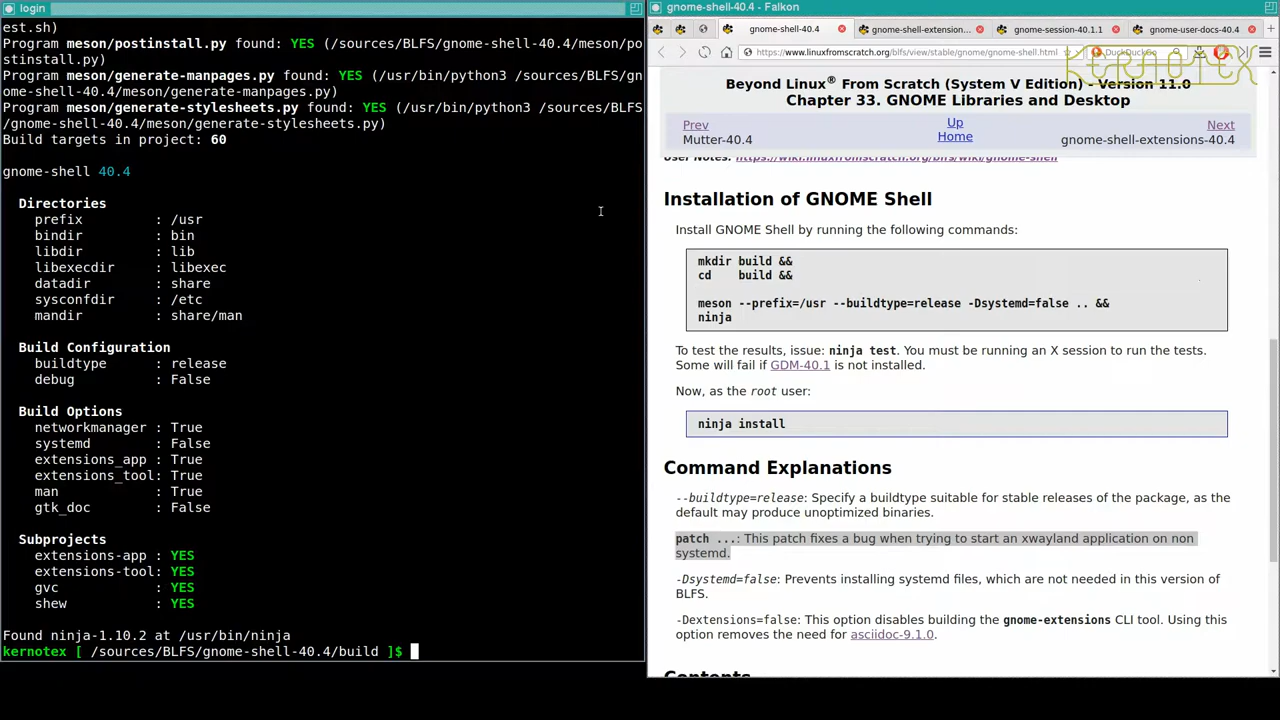 login
est.sh)
Program meson/postinstall.py found: YES (/sources/BLFS/gnome-shell-40.4/meson/po
stinstall.py)
Program meson/generate-manpages.py found: YES (/usr/bin/python3 /sources/BLFS/gn
ome-shell-40.4/meson/generate-manpages.py)
Program meson/generate-stylesheets.py found: YES (/usr/bin/python3 /sources/BLFS
/gnome-shell-40.4/meson/generate-stylesheets.py)
Build targets in project: 60
gnome-shell 40.4
Directories
prefix : /usr
bindir : bin
libdir : lib
libexecdir : libexec
datadir : share
sysconfdir : /etc
mandir : share/man
Build Configuration
buildtype : release
debug : False
Build Options
networkmanager : True
systemd : False
extensions_app : True
extensions_tool: True
man : True
gtk_doc : False
Subprojects
extensions-app : YES
extensions-tool: YES
gvc : YES
shew : YES
Found ninja-1.10.2 at /usr/bin/ninja
kernotex [ /sources/BLFS/gnome-shell-40.4/build ]$
gnome-shell-40.4 - Falkon
gnome-shell-40.4
gnome-shell-extension...
gnome-session-40.1.1
gnome-user-docs-40.4
https://www.linuxfromscratch.org/blfs/view/stable/gnome/gnome-shell.html
DuckDuckGo
KERNOTEX
Beyond Linux® From Scratch (System V Edition) - Version 11.0
Chapter 33. GNOME Libraries and Desktop
Prev
Up
Next
Mutter-40.4
Home
gnome-shell-extensions-40.4
User Notes: https://wiki.linuxfromscratch.org/blfs/wiki/gnome-shell
Installation of GNOME Shell
Install GNOME Shell by running the following commands:
mkdir build &&
cd build &&
meson --prefix=/usr --buildtype=release -Dsystemd=false .. &&
ninja
To test the results, issue: ninja test. You must be running an X session to run the tests.
Some will fail if GDM-40.1 is not installed.
Now, as the root user:
ninja install
Command Explanations
--buildtype=release: Specify a buildtype suitable for stable releases of the package, as the
default may produce unoptimized binaries.
patch ...: This patch fixes a bug when trying to start an xwayland application on non
systemd.
-Dsystemd=false: Prevents installing systemd files, which are not needed in this version of
BLFS.
-Dextensions=false: This option disables building the gnome-extensions CLI tool. Using this
option removes the need for asciidoc-9.1.0.
Contents